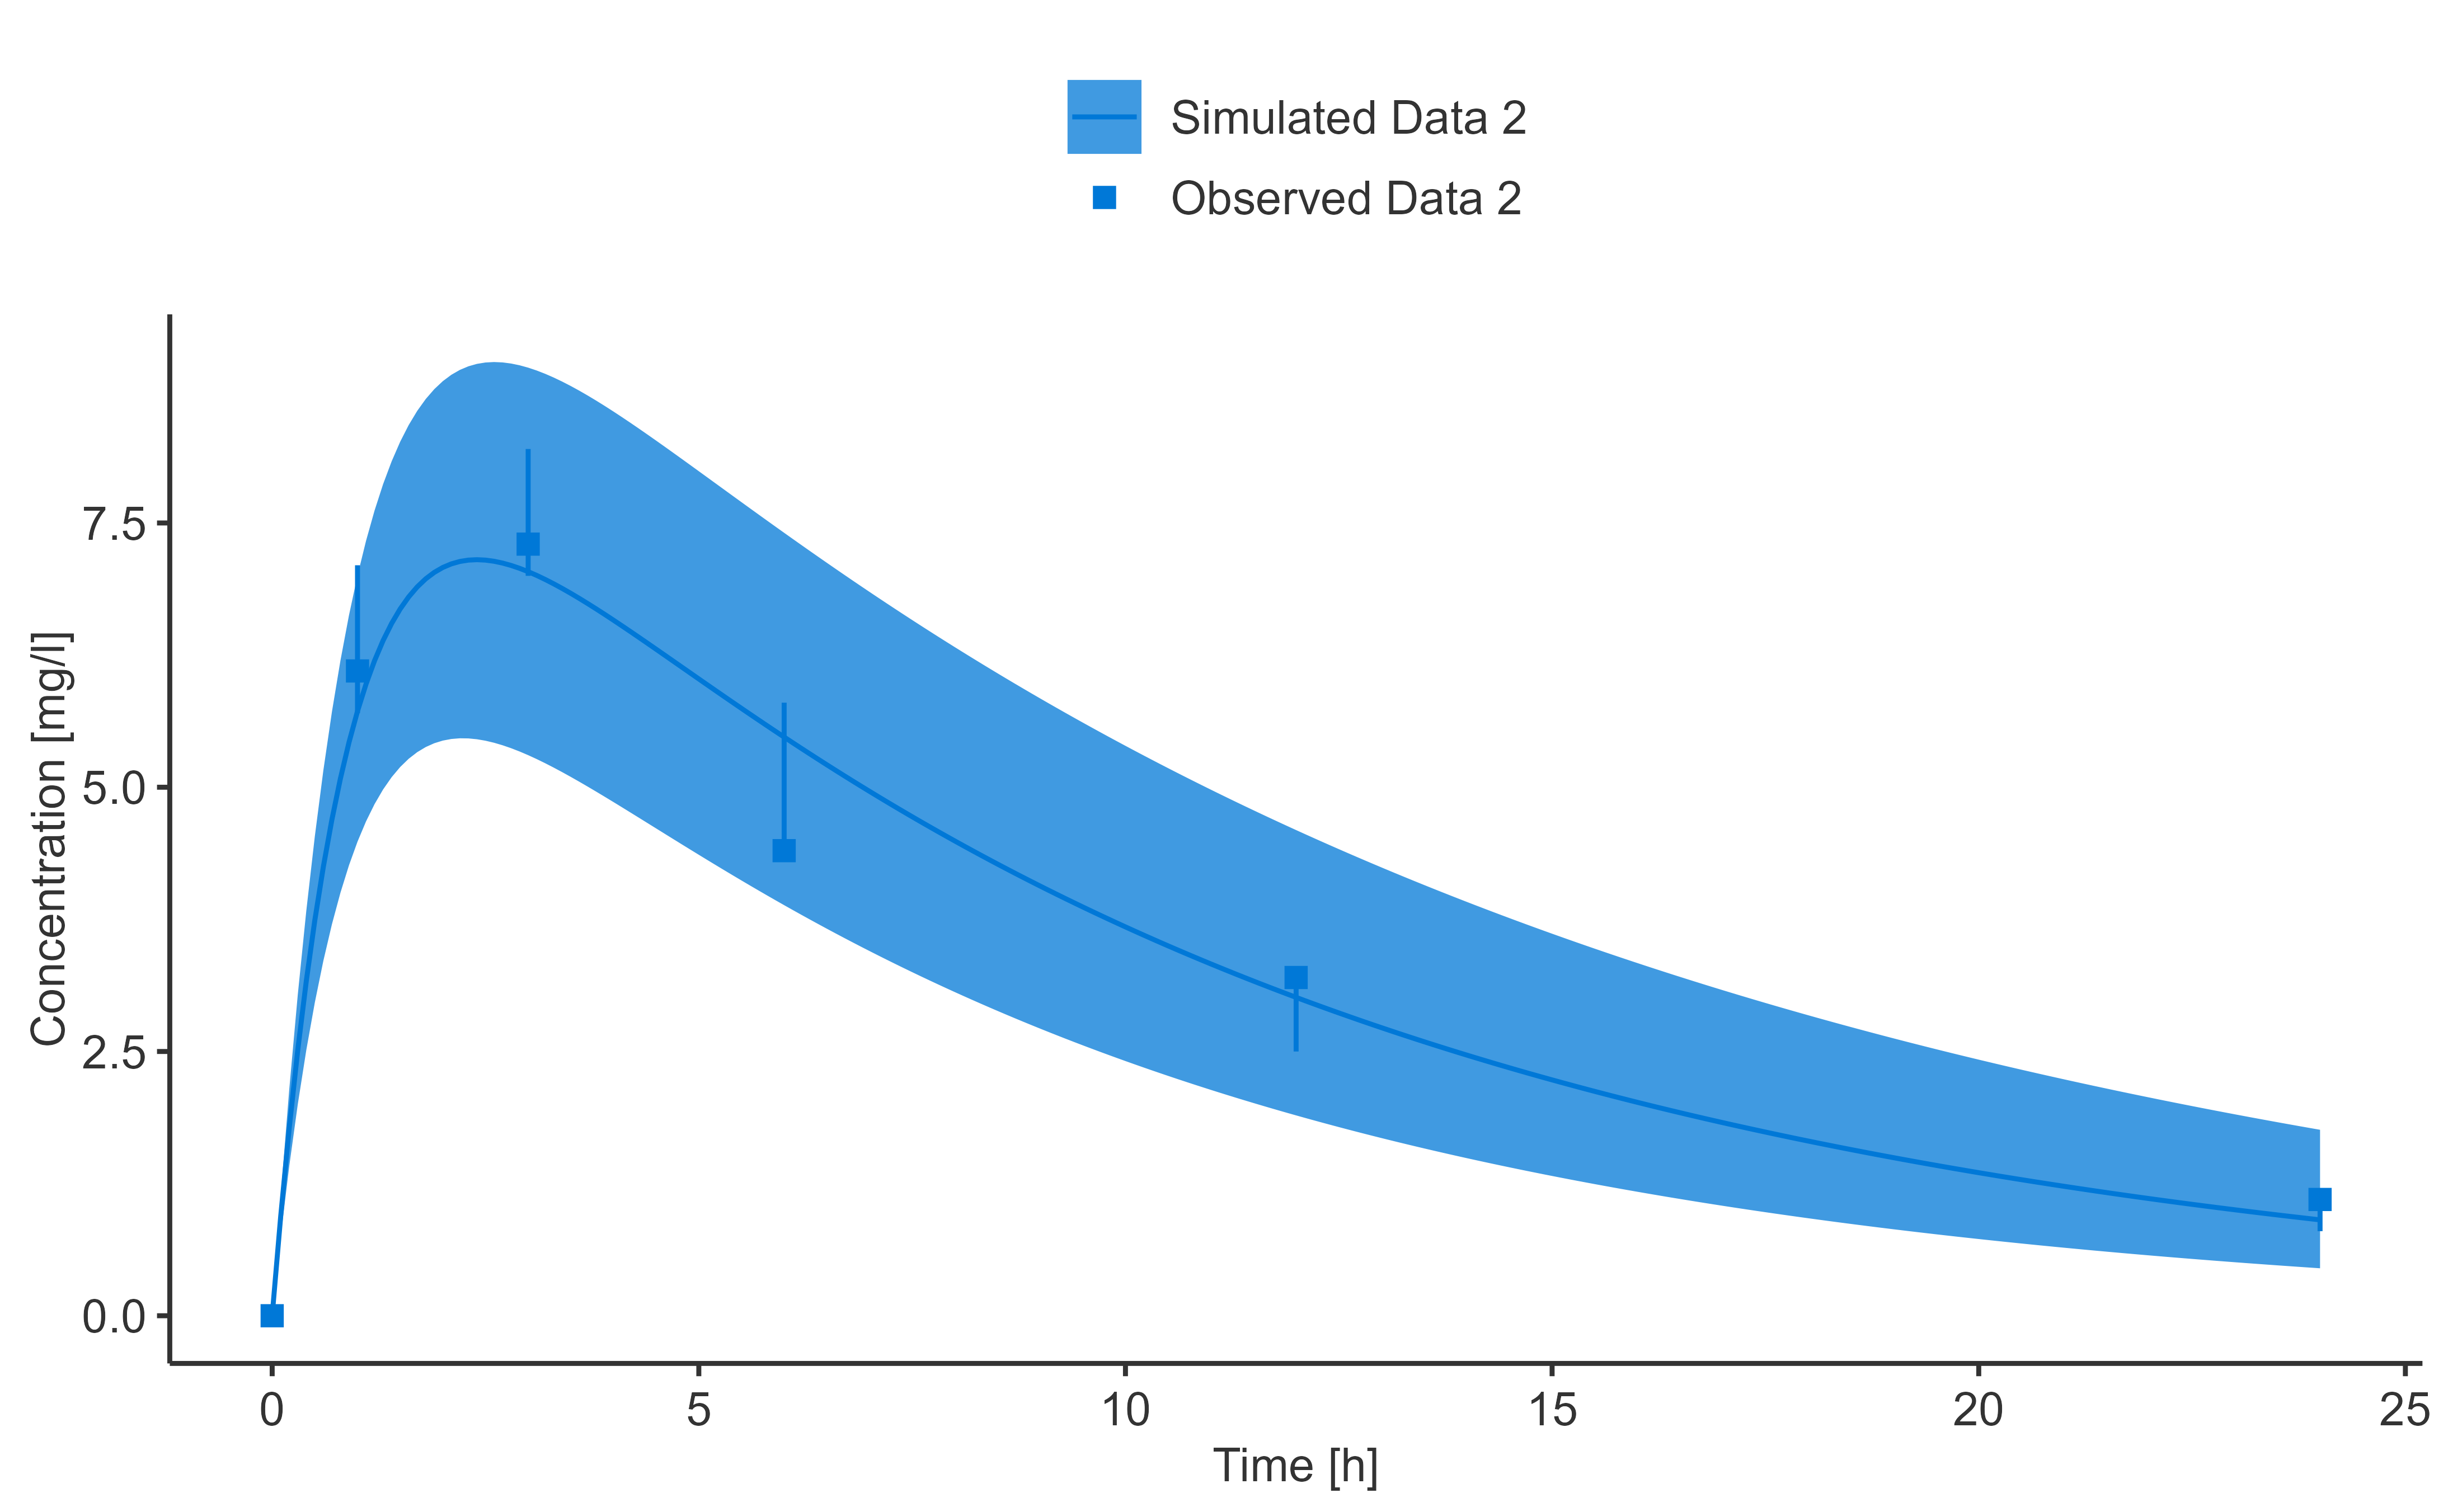 Simulated Data 2
Observed Data 2
Concentration [mg/l]
7.5
5.0
2.5
0.0
0 5 10 15 20 25
Time [h]